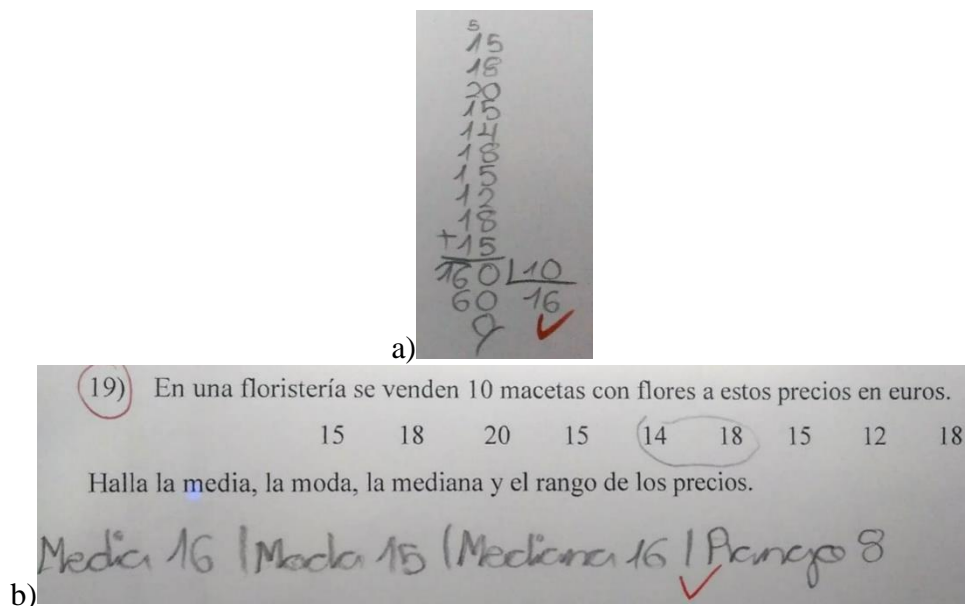 5
15
18
20
15
14
18
15
12
18
+15
160 10
60 16
0
a)
19) En una floristería se venden 10 macetas con flores a estos precios en euros.
15 18 20 15 14 18 15 12 18
Halla la media, la moda, la mediana y el rango de los precios.
b) Media 16 | Moda 15 | Mediana 16 | Rango 8